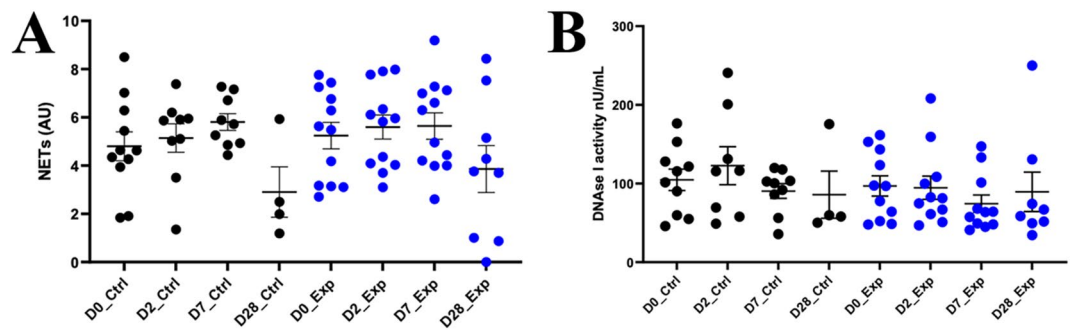 A
NETs (AU)
10
8
6
4
2
0
D0_Ctrl
D2_Ctrl
D7_Ctrl
D28_Ctrl
D0_Exp
D2_Exp
D7_Exp
D28_Exp
B
DNAse I activity nU/mL
300
200
100
0
D0_Ctrl
D2_Ctrl
D7_Ctrl
D28_Ctrl
D0_Exp
D2_Exp
D7_Exp
D28_Exp